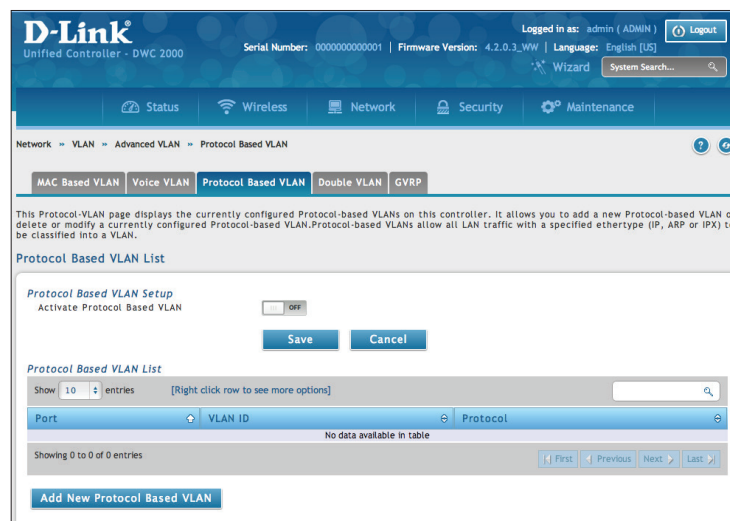 D-Link
Unified Controller - DWC 2000
Logged in as: admin ( ADMIN ) Logout
Serial Number: 0000000000001 | Firmware Version: 4.2.0.3_WW | Language: English [US]
Wizard System Search...
Status Wireless Network Security Maintenance
Network » VLAN » Advanced VLAN » Protocol Based VLAN
MAC Based VLAN Voice VLAN Protocol Based VLAN Double VLAN GVRP
This Protocol-VLAN page displays the currently configured Protocol-based VLANs on this controller. It allows you to add a new Protocol-based VLAN
delete or modify a currently configured Protocol-based VLAN.Protocol-based VLANs allow all LAN traffic with a specified ethertype (IP, ARP or IPX)
be classified into a VLAN.
Protocol Based VLAN List
Protocol Based VLAN Setup
Activate Protocol Based VLAN OFF
Save Cancel
Protocol Based VLAN List
Show 10 entries [Right click row to see more options]
Port VLAN ID Protocol
No data available in table
Showing 0 to 0 of 0 entries First Previous Next Last
Add New Protocol Based VLAN